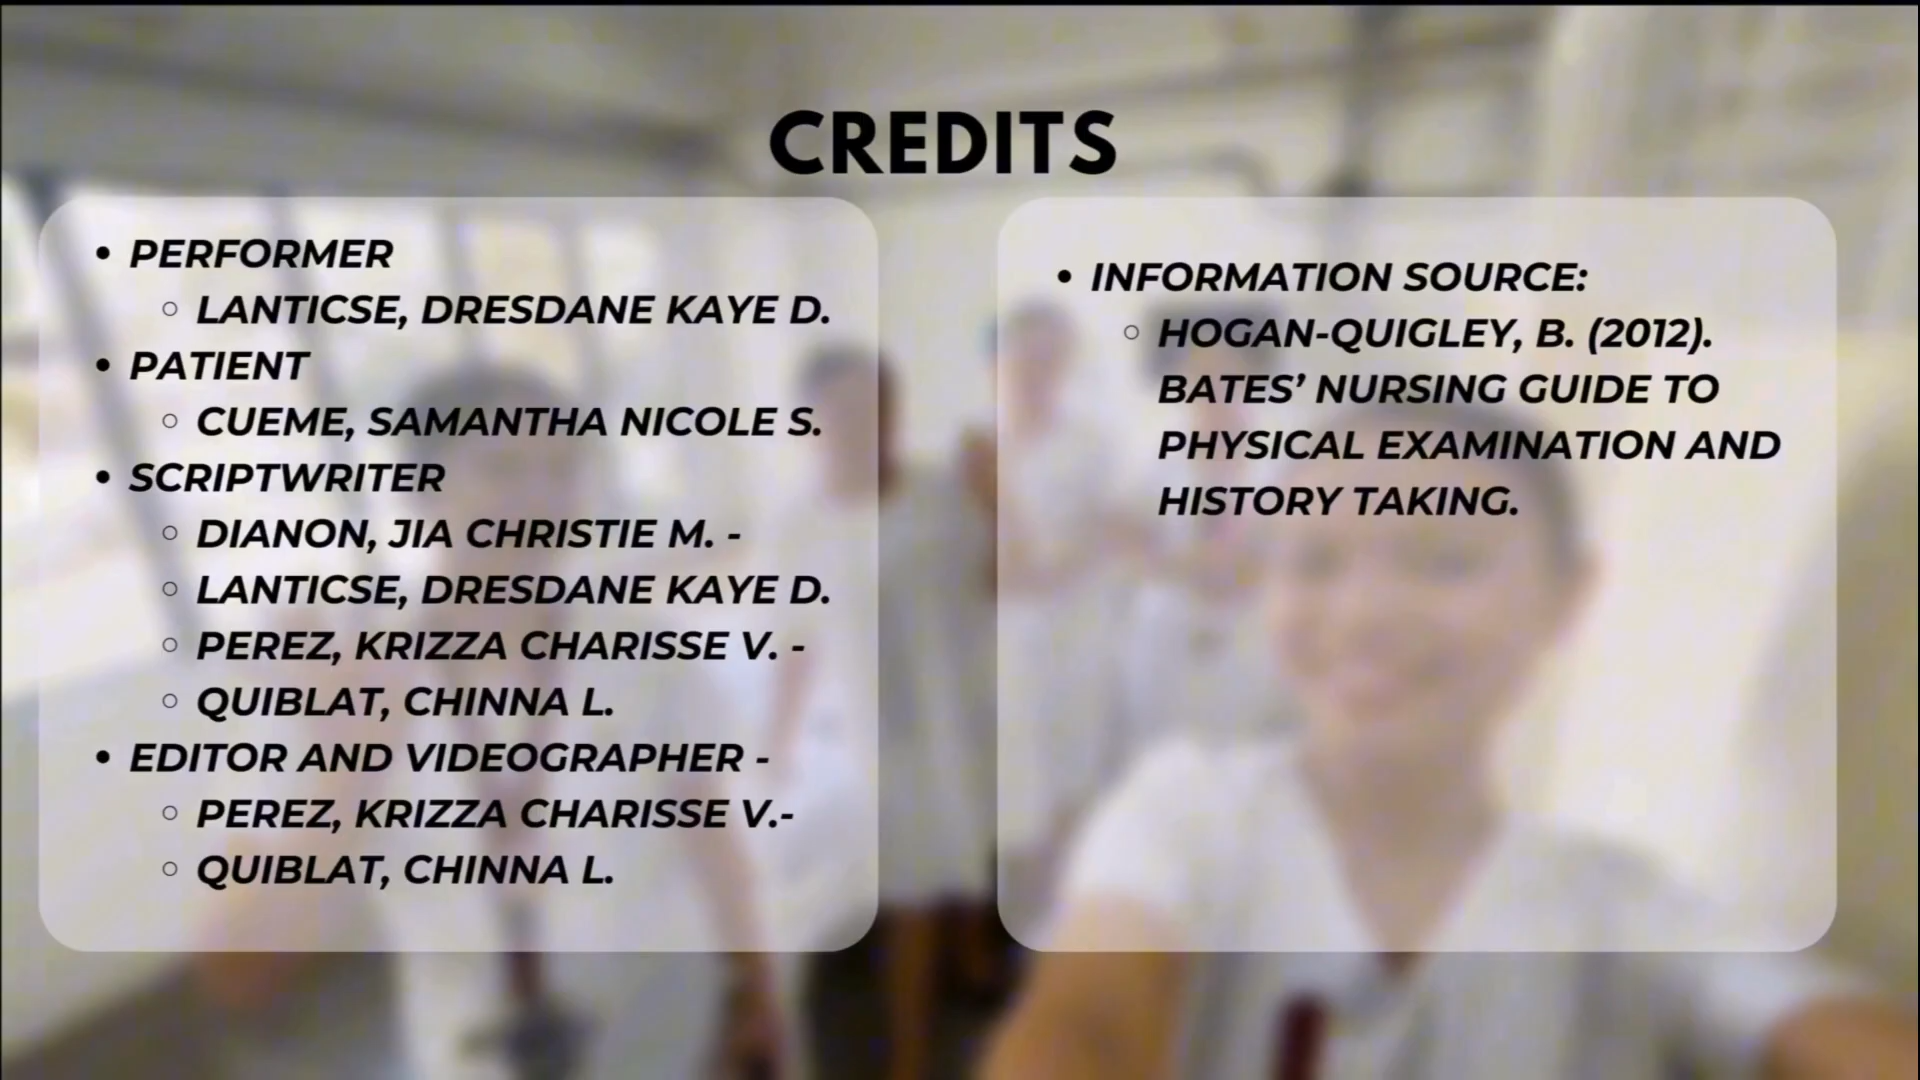 CREDITS
• PERFORMER
◦ LANTICSE, DRESDANE KAYE D.
• PATIENT
◦ CUEME, SAMANTHA NICOLE S.
• SCRIPTWRITER
◦ DIANON, JIA CHRISTIE M. -
◦ LANTICSE, DRESDANE KAYE D.
◦ PEREZ, KRIZZA CHARISSE V. -
◦ QUIBLAT, CHINNA L.
• EDITOR AND VIDEOGRAPHER -
◦ PEREZ, KRIZZA CHARISSE V.-
◦ QUIBLAT, CHINNA L.
• INFORMATION SOURCE:
◦ HOGAN-QUIGLEY, B. (2012).
BATES’ NURSING GUIDE TO
PHYSICAL EXAMINATION AND
HISTORY TAKING.